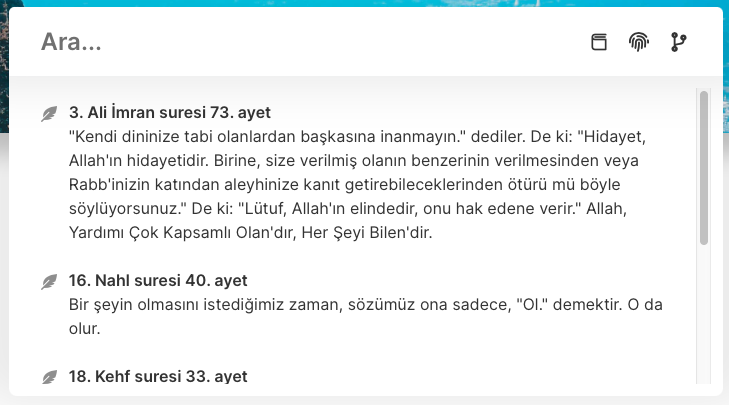 Ara...
3. Ali İmran suresi 73. ayet
"Kendi dininize tabi olanlardan başkasına inanmayın." dediler. De ki: "Hidayet,
Allah'ın hidayetidir. Birine, size verilmiş olanın benzerinin verilmesinden veya
Rabb'inizin katından aleyhinize kanıt getirebileceklerinden ötürü mü böyle
söylüyorsunuz." De ki: "Lütuf, Allah'ın elindedir, onu hak edene verir." Allah,
Yardımı Çok Kapsamlı Olan'dır, Her Şeyi Bilen'dir.
16. Nahl suresi 40. ayet
Bir şeyin olmasını istediğimiz zaman, sözümüz ona sadece, "Ol." demektir. O da
olur.
18. Kehf suresi 33. ayet